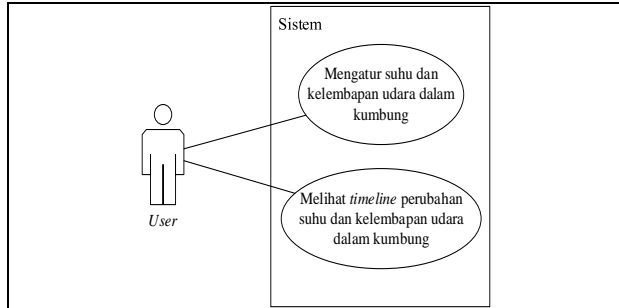 Sistem
Mengatur suhu dan
kelembapan udara dalam
kumbung
User
Melihat timeline perubahan
suhu dan kelembapan udara
dalam kumbung